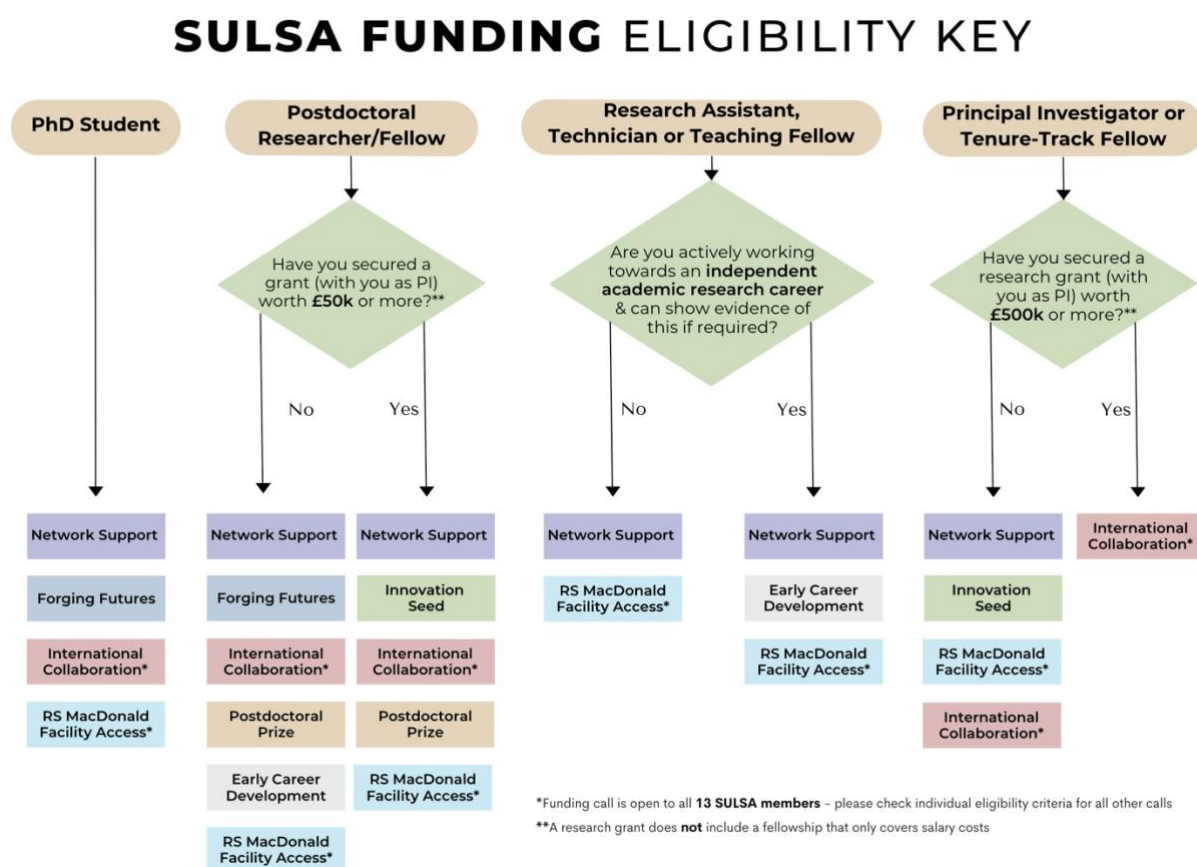 SULSA FUNDING ELIGIBILITY KEY
PhD Student
Postdoctoral
Researcher/Fellow
Research Assistant,
Technician or Teaching Fellow
Principal Investigator or
Tenure-Track Fellow
Have you secured a
grant (with you as PI)
worth £50k or more?**
Are you actively working
towards an independent
academic research career
& can show evidence of
this if required?
Have you secured a
research grant (with
you as PI) worth
£500k or more?**
No
Yes
No
Yes
No
Yes
Network Support
Forging Futures
International
Collaboration*
RS MacDonald
Facility Access*
Network Support
Forging Futures
International
Collaboration*
Postdoctoral
Prize
Early Career
Development
RS MacDonald
Facility Access*
Network Support
Innovation
Seed
International
Collaboration*
Postdoctoral
Prize
RS MacDonald
Facility Access*
Network Support
RS MacDonald
Facility Access*
Network Support
Early Career
Development
RS MacDonald
Facility Access*
Network Support
Innovation
Seed
RS MacDonald
Facility Access*
International
Collaboration*
International
Collaboration*
*Funding call is open to all 13 SULSA members - please check individual eligibility criteria for all other calls
**A research grant does not include a fellowship that only covers salary costs